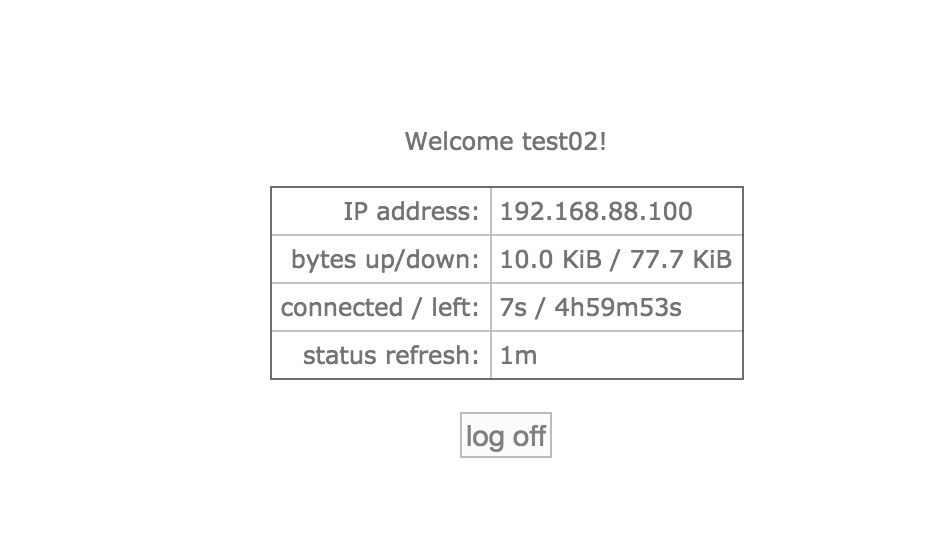 Welcome test02!
IP address: 192.168.88.100
bytes up/down: 10.0 KiB / 77.7 KiB
connected / left: 7s / 4h59m53s
status refresh: 1m
log off